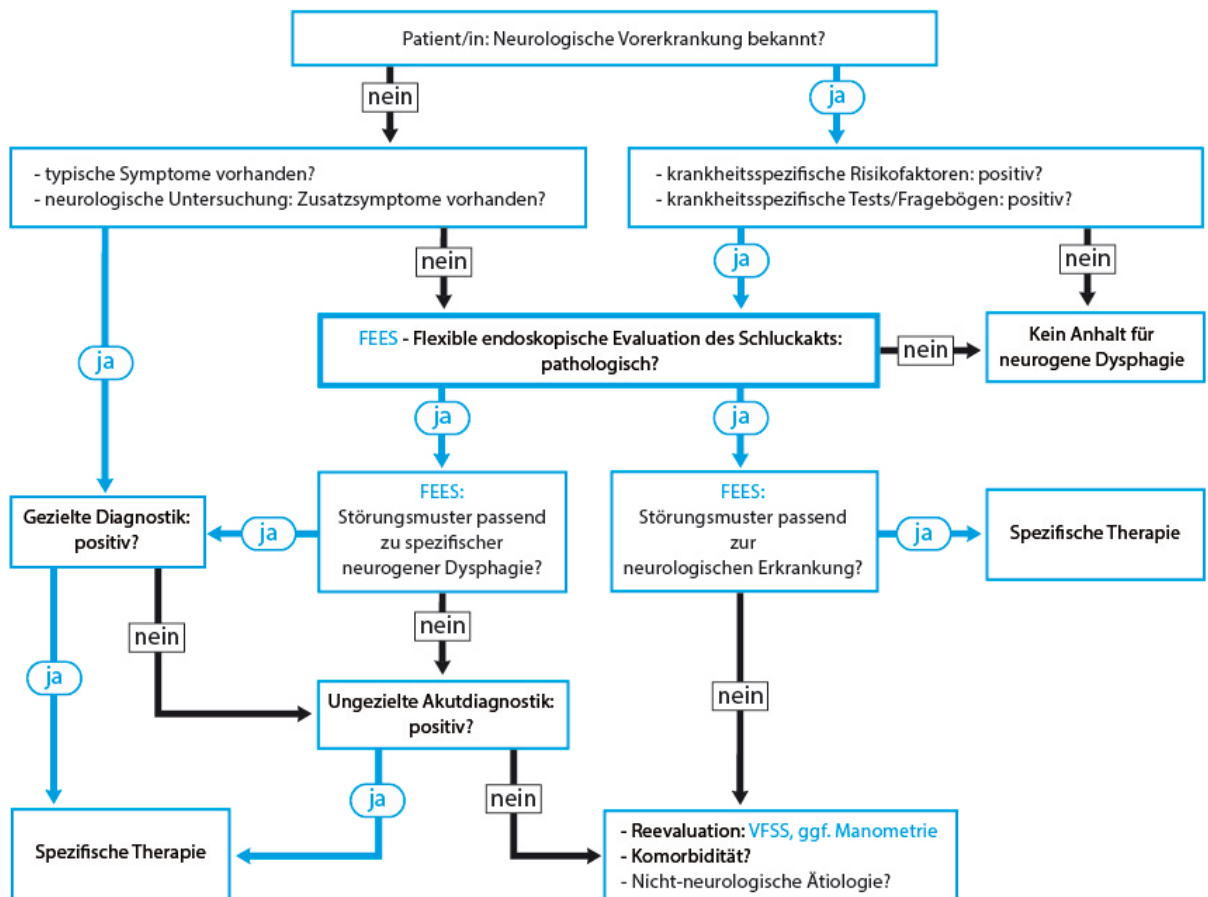 Patient/in: Neurologische Vorerkrankung bekannt?
nein
ja
- typische Symptome vorhanden?
- neurologische Untersuchung: Zusatzsymptome vorhanden?
- krankheitsspezifische Risikofaktoren: positiv?
- krankheitsspezifische Tests/Fragebögen: positiv?
nein
ja
nein
ja
FEES - Flexible endoskopische Evaluation des Schluckakts:
pathologisch?
nein
Kein Anhalt für
neurogene Dysphagie
ja
ja
Gezielte Diagnostik:
positiv?
ja
FEES:
Störungsmuster passend
zu spezifischer
neurogener Dysphagie?
FEES:
Störungsmuster passend
zur
neurologischen Erkrankung?
ja
Spezifische Therapie
nein
nein
ja
nein
Ungezielte Akutdiagnostik:
positiv?
ja
nein
Spezifische Therapie
- Reevaluation: VFSS, ggf. Manometrie
- Komorbidität?
- Nicht-neurologische Ätiologie?